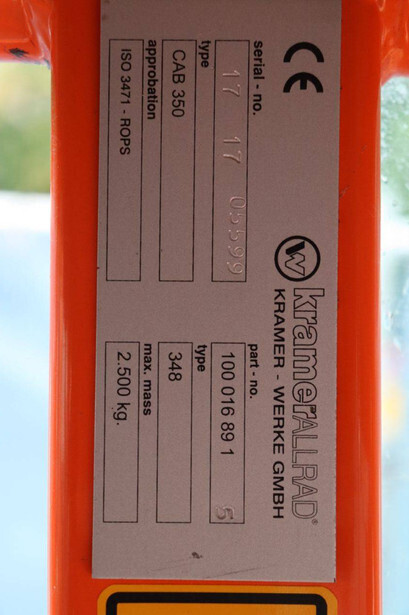 CE
W kramerALLRAD®
KRAMER - WERKE GMBH
serial - no.
17 17 05599
part - no.
100 016 89 1 5
type
CAB 350
type
348
approbation
ISO 3471 - ROPS
max. mass
2.500 kg.